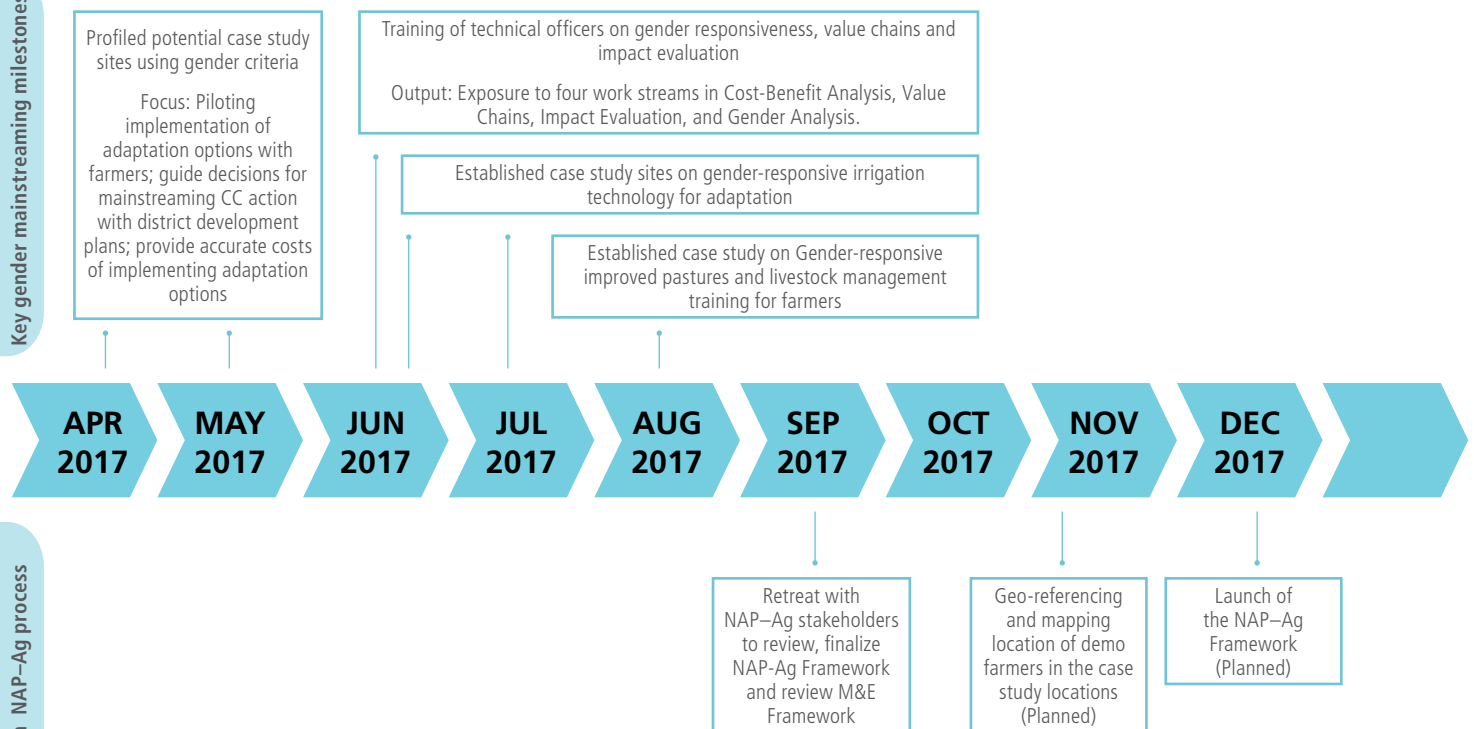 Key gender mainstreaming milestones
Profiled potential case study
sites using gender criteria
Focus: Piloting
implementation of
adaptation options with
farmers; guide decisions for
mainstreaming CC action
with district development
plans; provide accurate costs
of implementing adaptation
options
Training of technical officers on gender responsiveness, value chains and
impact evaluation
Output: Exposure to four work streams in Cost-Benefit Analysis, Value
Chains, Impact Evaluation, and Gender Analysis.
Established case study sites on gender-responsive irrigation
technology for adaptation
Established case study on Gender-responsive
improved pastures and livestock management
training for farmers
APR
2017
MAY
2017
JUN
2017
JUL
2017
AUG
2017
SEP
2017
OCT
2017
NOV
2017
DEC
2017
NAP–Ag process
Retreat with
NAP–Ag stakeholders
to review, finalize
NAP-Ag Framework
and review M&E
Framework
Geo-referencing
and mapping
location of demo
farmers in the case
study locations
(Planned)
Launch of
the NAP–Ag
Framework
(Planned)